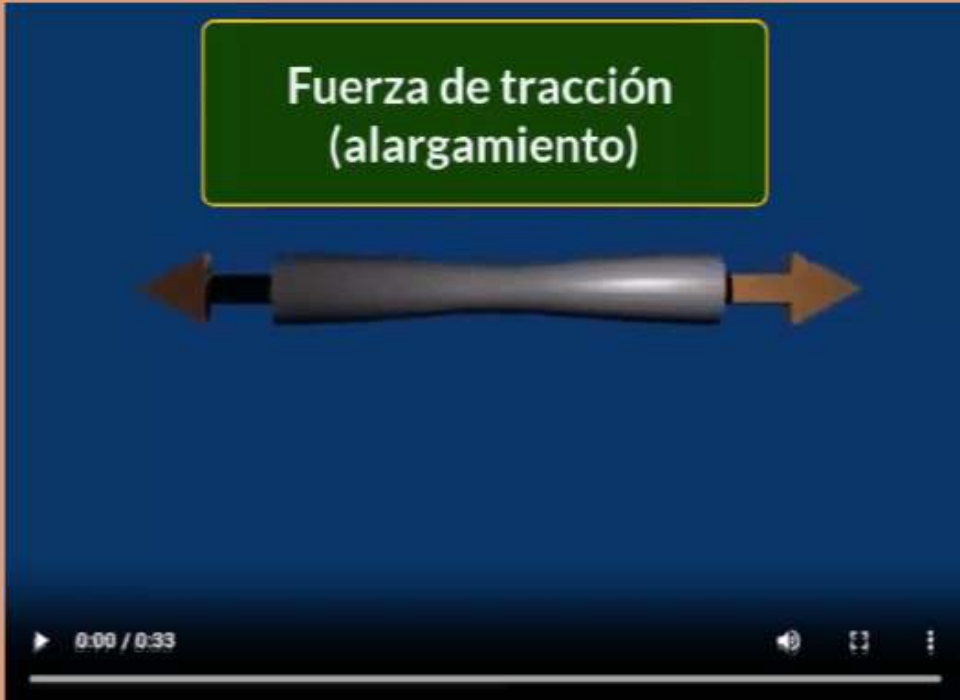 Fuerza de tracción
(alargamiento)
0:00 / 0:33